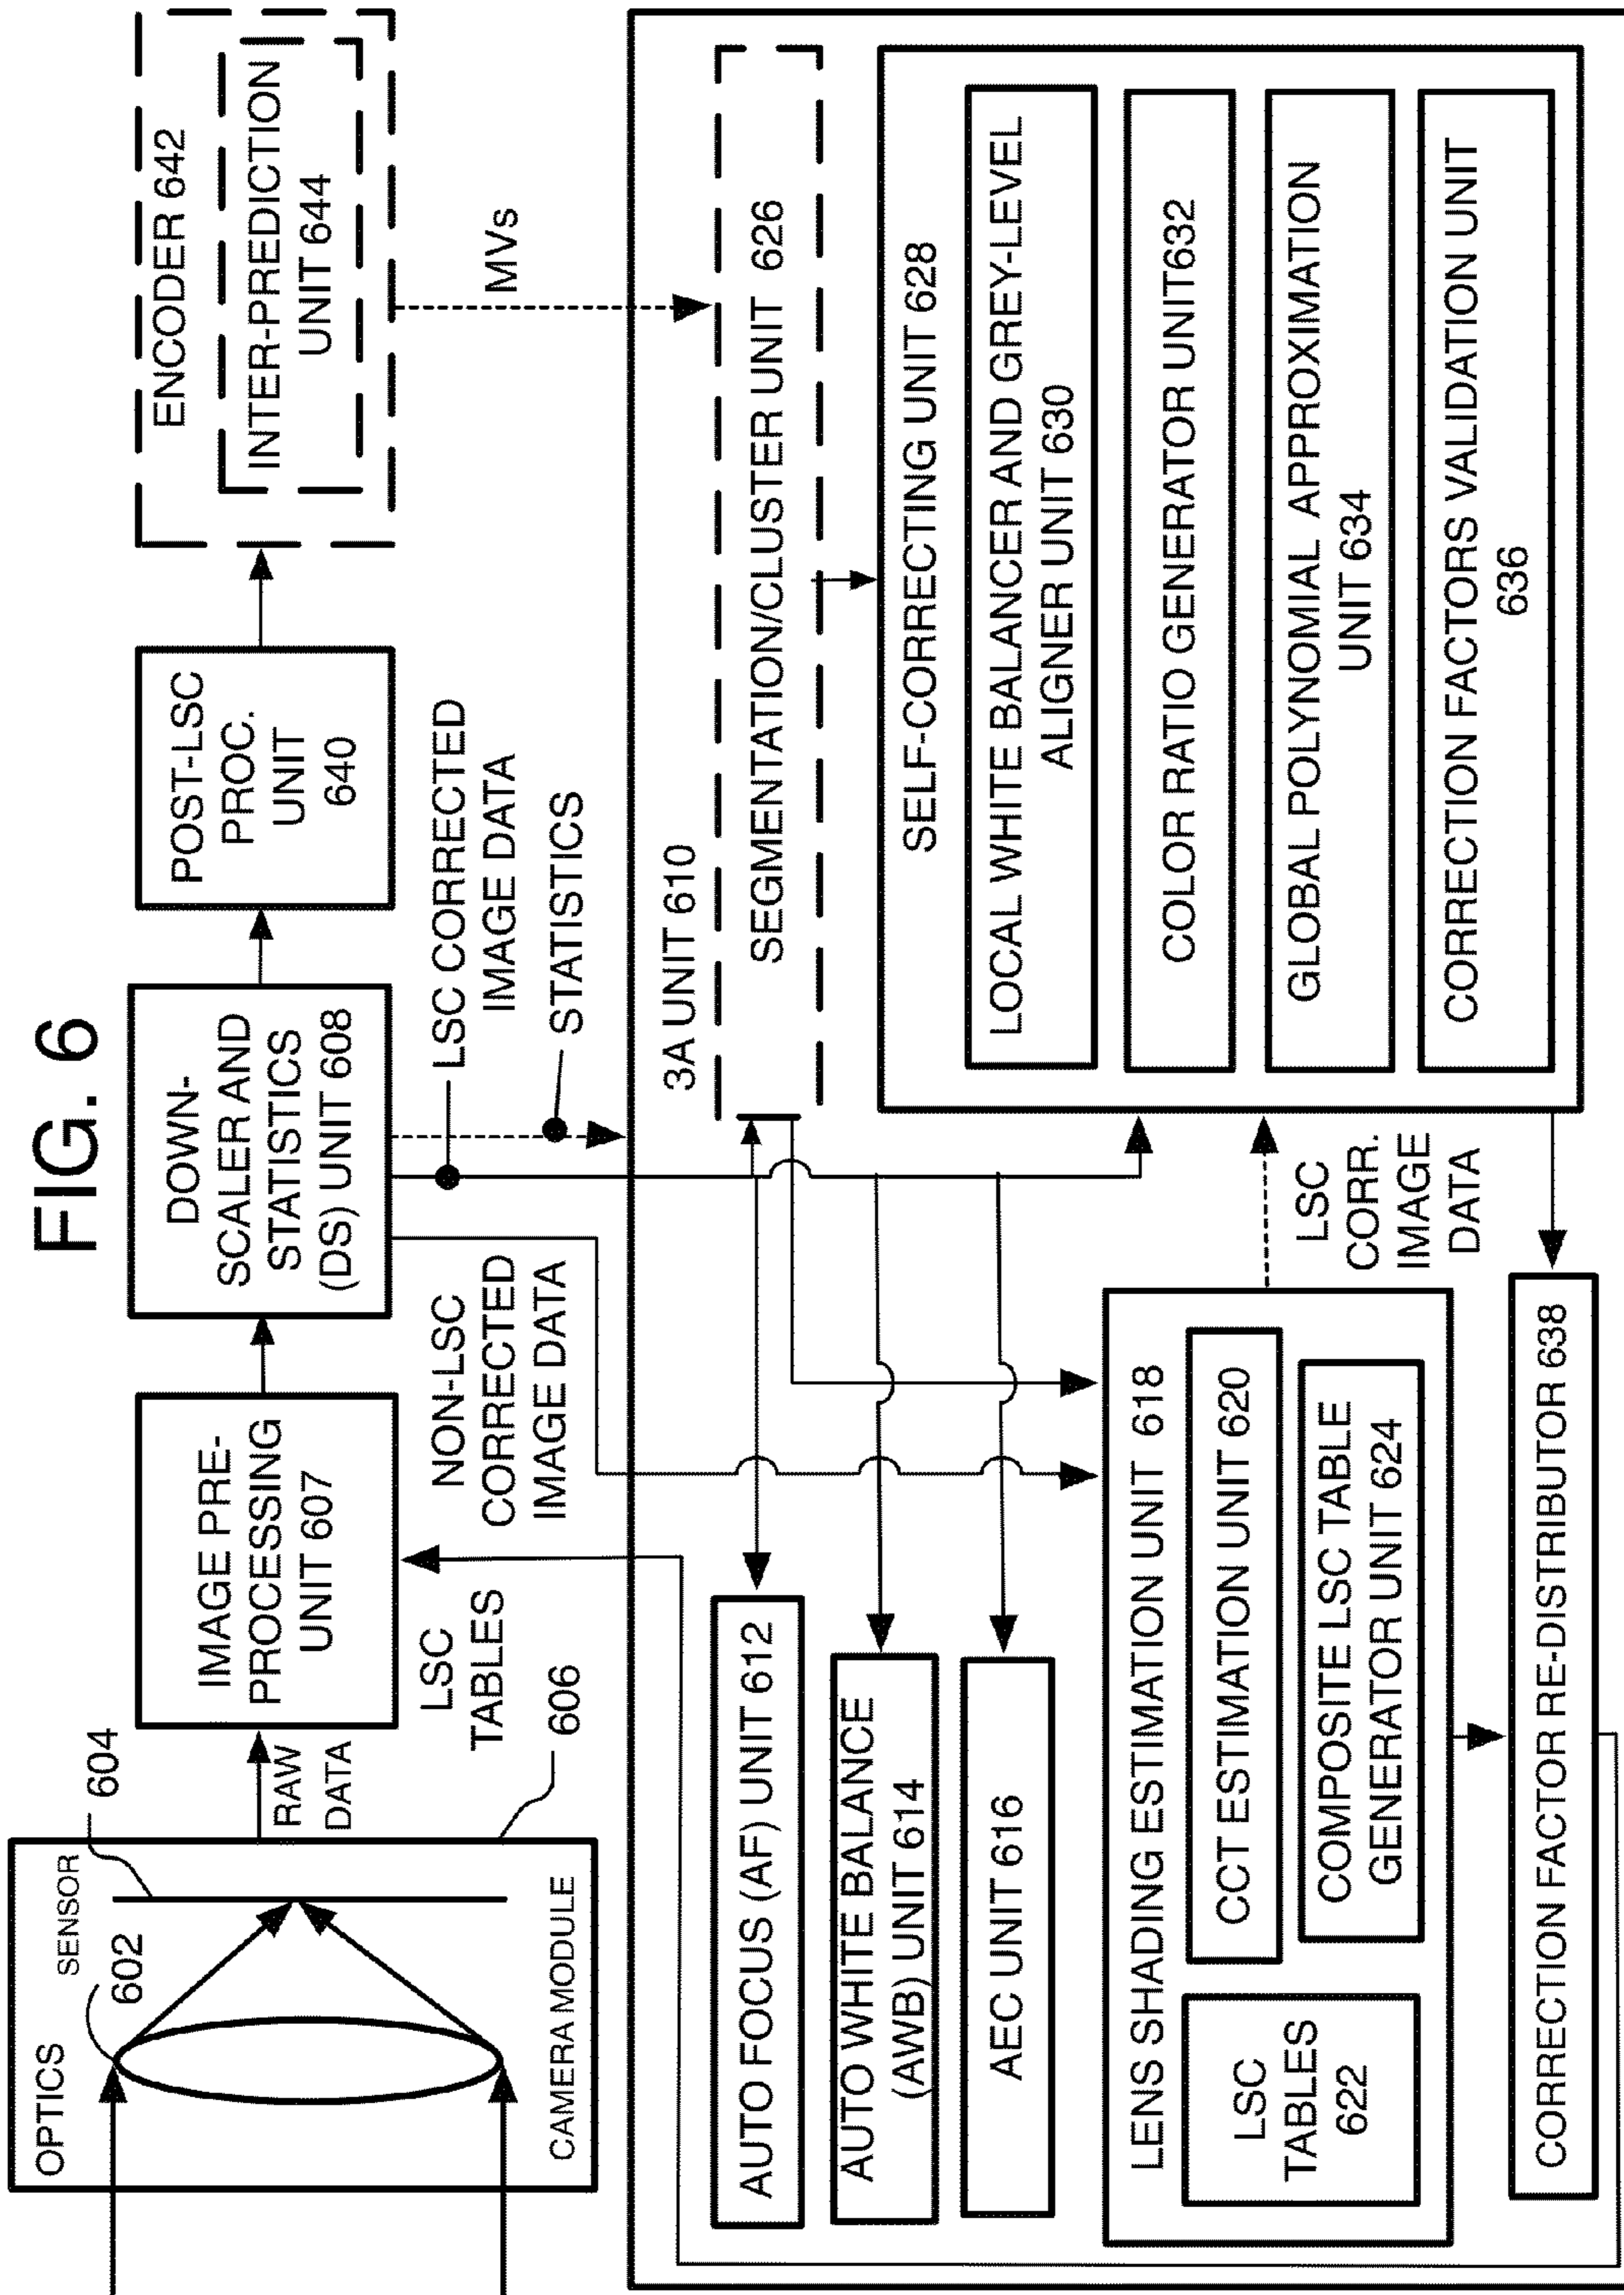 FIG. 6
OPTICS
SENSOR
602
604
CAMERA MODULE
606
RAW
DATA
IMAGE PRE-
PROCESSING
UNIT 607
LSC
TABLES
DOWN-
SCALER AND
STATISTICS
(DS) UNIT 608
NON-LSC
CORRECTED
IMAGE DATA
LSC CORRECTED
IMAGE DATA
STATISTICS
POST-LSC
PROC.
UNIT
640
ENCODER 642
INTER-PREDICTION
UNIT 644
MVs
3A UNIT 610
AUTO FOCUS (AF) UNIT 612
AUTO WHITE BALANCE
(AWB) UNIT 614
AEC UNIT 616
LENS SHADING ESTIMATION UNIT 618
CCT ESTIMATION UNIT 620
LSC
TABLES
622
COMPOSITE LSC TABLE
GENERATOR UNIT 624
SEGMENTATION/CLUSTER UNIT 626
SELF-CORRECTING UNIT 628
LOCAL WHITE BALANCER AND GREY-LEVEL
ALIGNER UNIT 630
COLOR RATIO GENERATOR UNIT632
GLOBAL POLYNOMIAL APPROXIMATION
UNIT 634
CORRECTION FACTORS VALIDATION UNIT
636
LSC
CORR.
IMAGE
DATA
CORRECTION FACTOR RE-DISTRIBUTOR 638